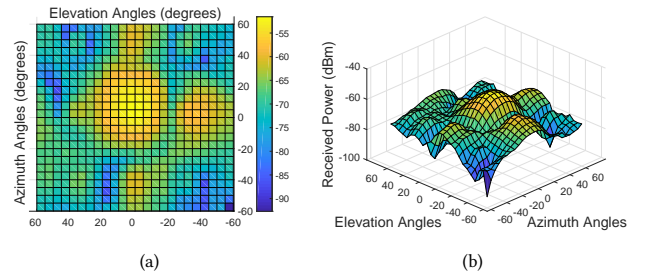 Elevation Angles (degrees)
Azimuth Angles (degrees)
60
40
20
0
-20
-40
-60
60 40 20 0 -20 -40 -60
-55
-60
-65
-70
-75
-80
-85
-90
(a)
Received Power (dBm)
-40
-60
-80
-100
60 40 20 0 -20 -40 -60
Elevation Angles
-60 -40 -20 0 20 40 60
Azimuth Angles
(b)